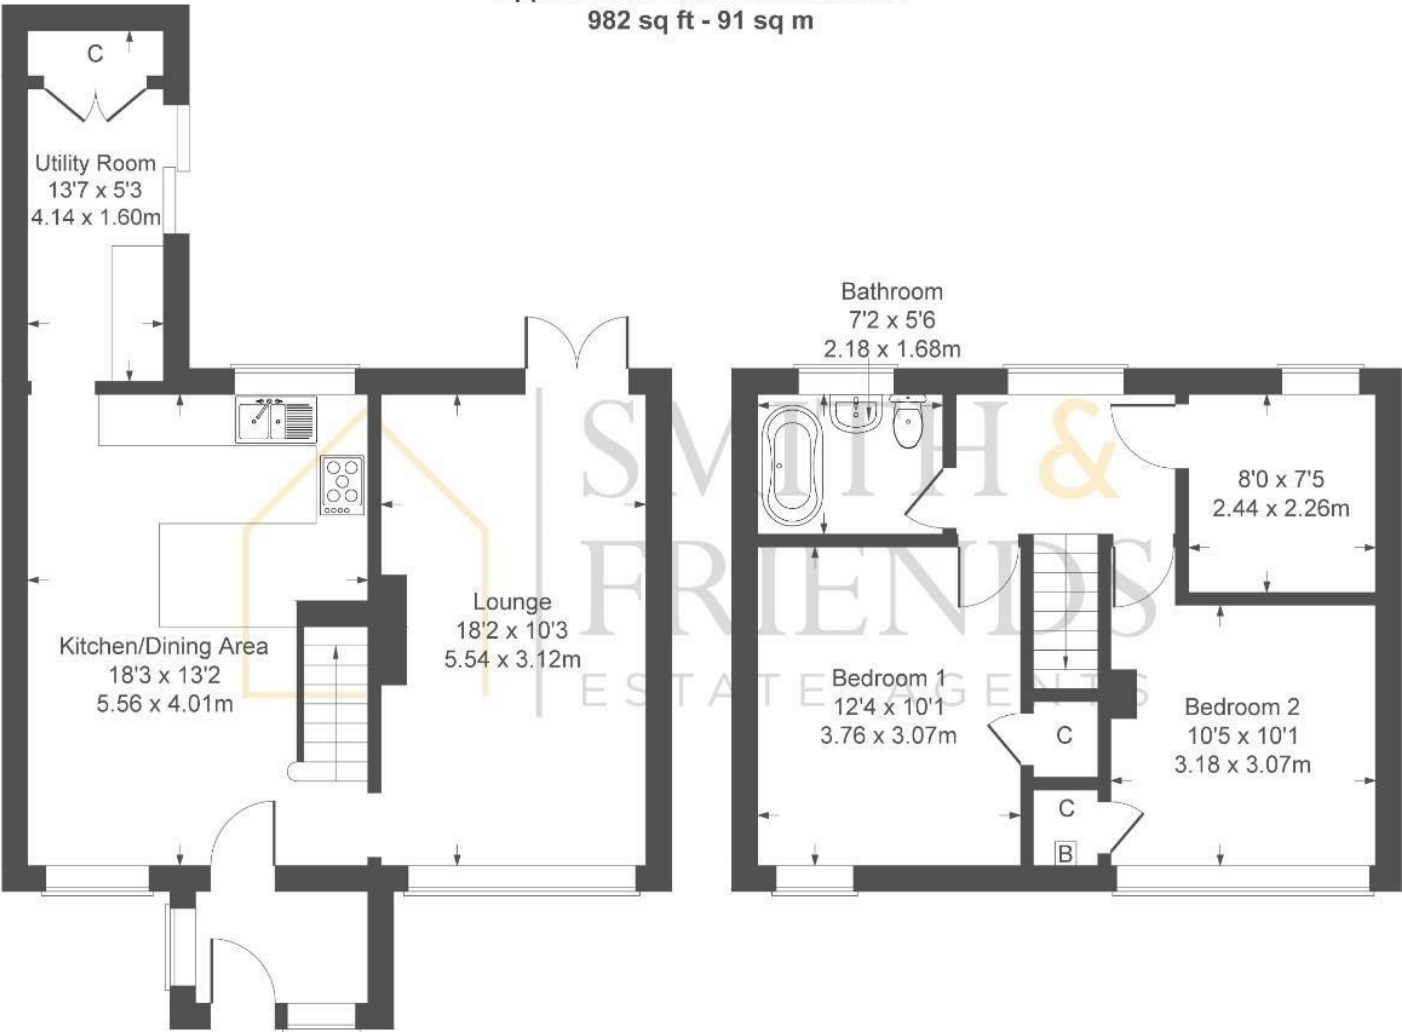 982 sq ft - 91 sq m
C
Utility Room
13'7 x 5'3
4.14 x 1.60m
Kitchen/Dining Area
18'3 x 13'2
5.56 x 4.01m
Lounge
18'2 x 10'3
5.54 x 3.12m
Bathroom
7'2 x 5'6
2.18 x 1.68m
8'0 x 7'5
2.44 x 2.26m
Bedroom 1
12'4 x 10'1
3.76 x 3.07m
C
C
B
Bedroom 2
10'5 x 10'1
3.18 x 3.07m
SMITH &
FRIENDS
ESTATE AGENTS